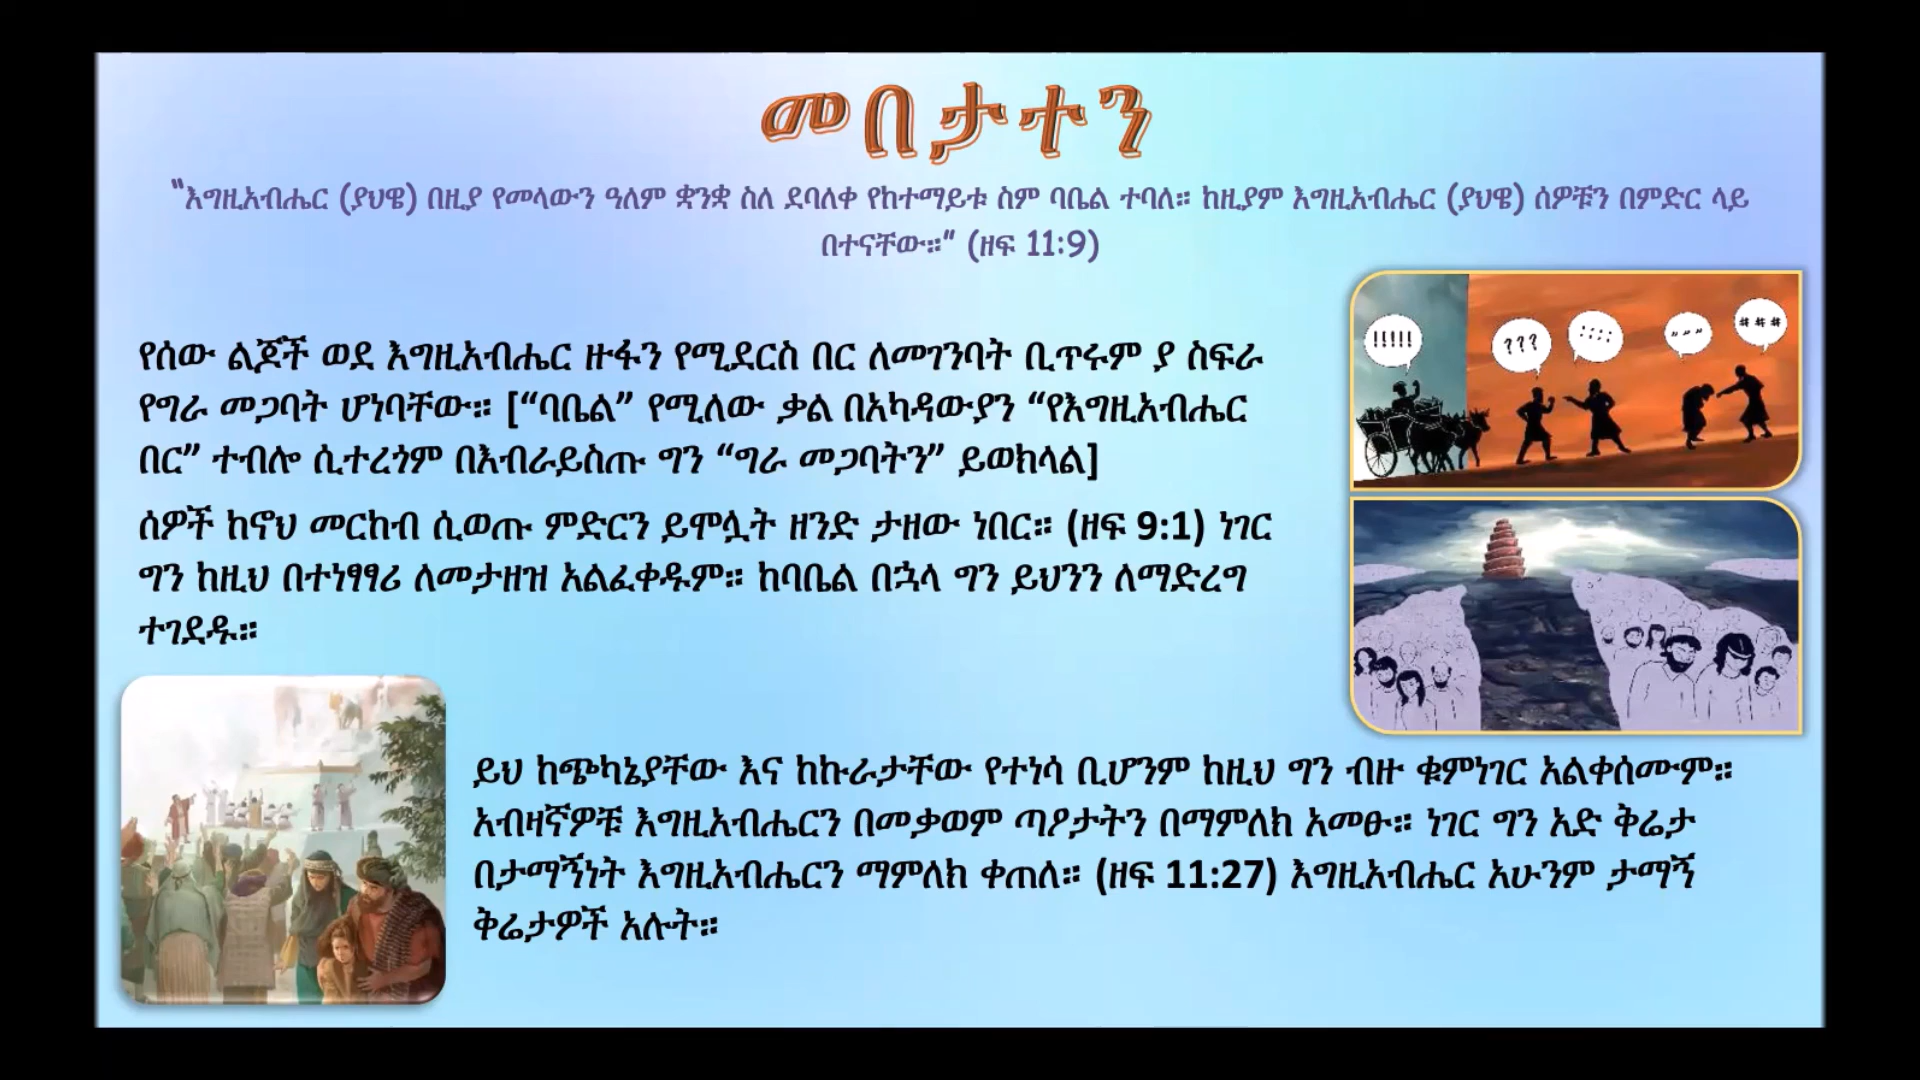 መበታተን
"እግዚአብሔር (ያህዌ) በዚያ የመላውን ዓለም ቋንቋ ስለ ደባለቀ የከተማይቱ ስም ባቤል ተባለ። ከዚያም እግዚአብሔር (ያህዌ) ሰዎቹን በምድር ላይ
በተናቸው።" (ዘፍ 11:9)
!!!!!
???
::::
###
የሰው ልጆች ወደ እግዚአብሔር ዙፋን የሚደርስ በር ለመገንባት ቢጥሩም ያ ስፍራ
የግራ መጋባት ሆነባቸው። [“ባቤል” የሚለው ቃል በአካዳውያን “የእግዚአብሔር
በር” ተብሎ ሲተረጎም በእብራይስጡ ግን “ግራ መጋባትን” ይወክላል]
ሰዎች ከኖህ መርከብ ሲወጡ ምድርን ይሞሏት ዘንድ ታዘው ነበር። (ዘፍ 9:1) ነገር
ግን ከዚህ በተነፃፃሪ ለመታዘዝ አልፈቀዱም። ከባቤል በኋላ ግን ይህንን ለማድረግ
ተገደዱ።
ይህ ከጭካኔያቸው እና ከኩራታቸው የተነሳ ቢሆንም ከዚህ ግን ብዙ ቁምነገር አልቀሰሙም።
አብዛኛዎቹ እግዚአብሔርን በመቃወም ጣዖታትን በማምለክ አመፁ። ነገር ግን አድ ቅሬታ
በታማኝነት እግዚአብሔርን ማምለክ ቀጠለ። (ዘፍ 11:27) እግዚአብሔር አሁንም ታማኝ
ቅሬታዎች አሉት።